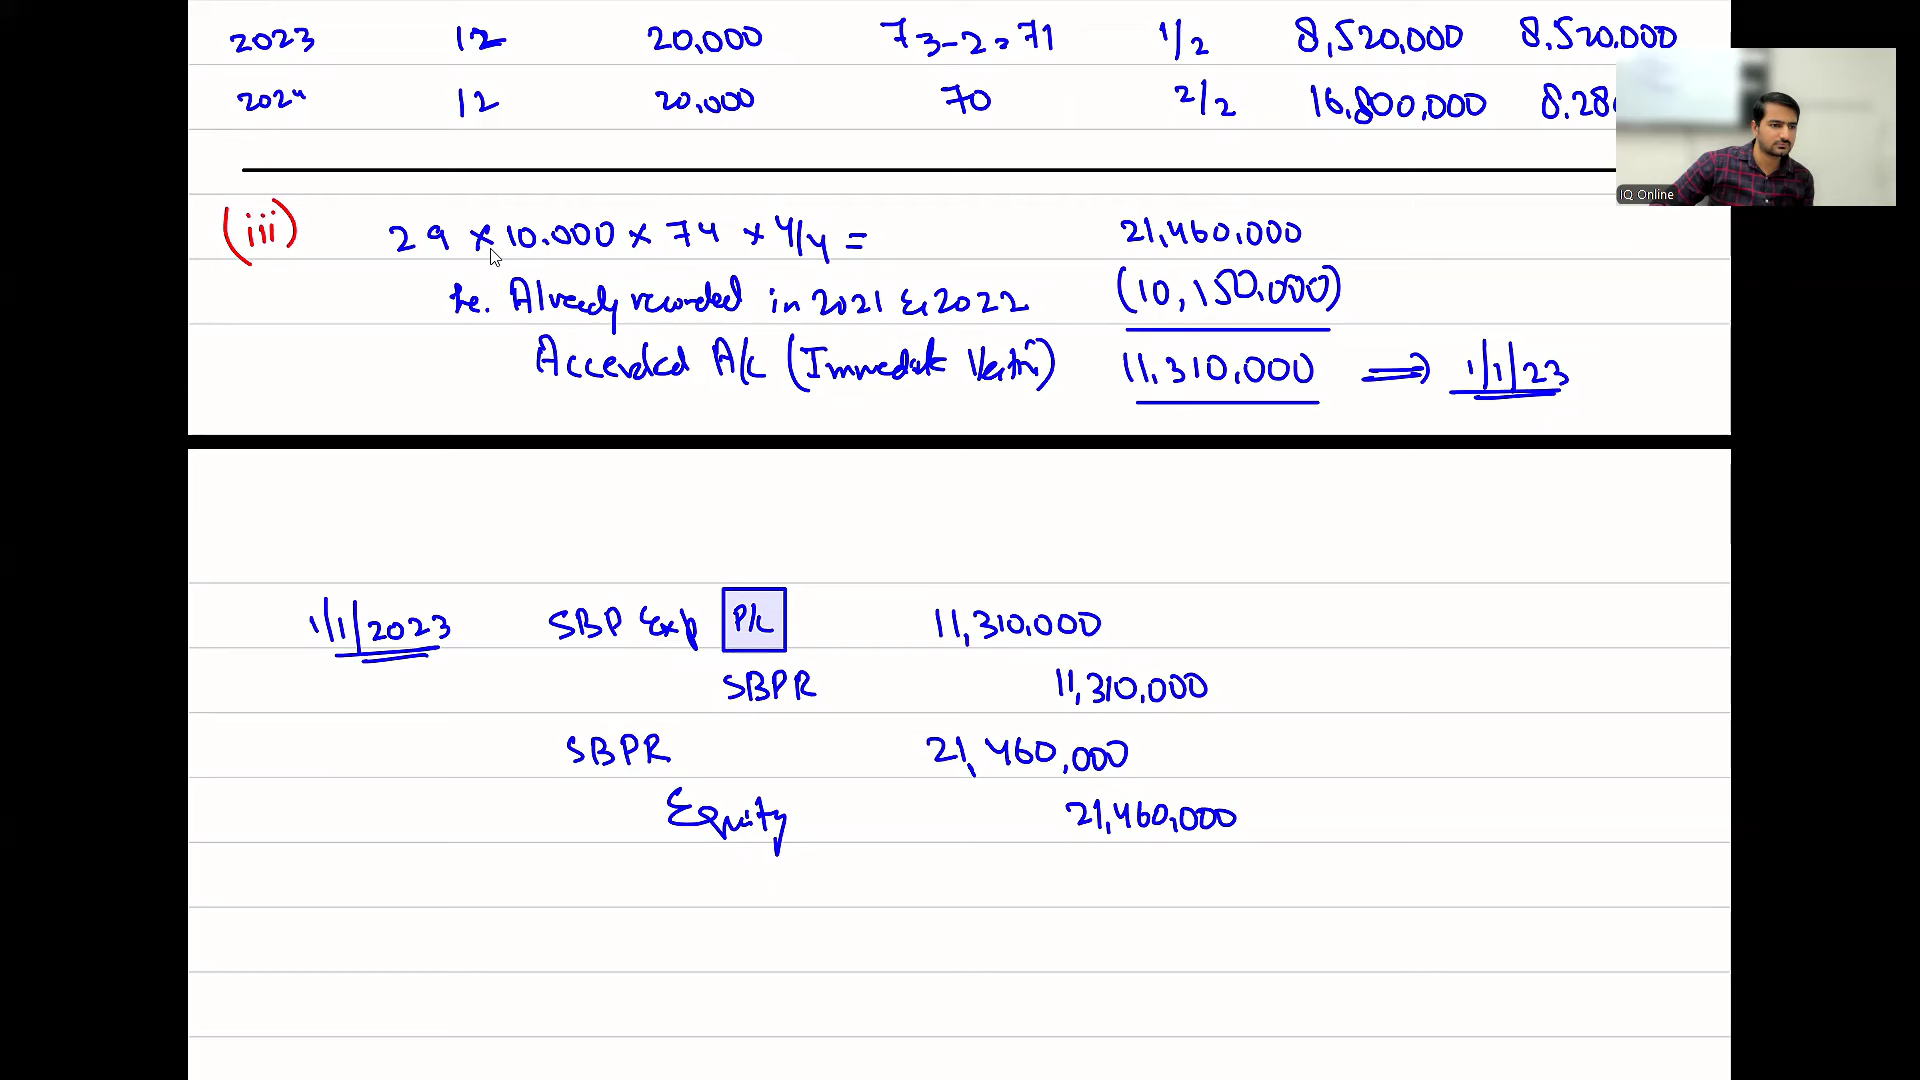 2023 12 20,000 73-2=71 1/2 8,520,000 8,520,000
2024 12 20,000 70 2/2 16,800,000 8,28
IQ Online
(iii) 29 × 10,000 × 74 × 4/4 = 21,460,000
Already recorded in 2021 & 2022 (10,150,000)
A/c (Immediate 11,310,000 ⟹ 1/1/23
1/1/2023 SBP Exp P/L 11,310,000
SBPR 11,310,000
SBPR 21,460,000
Equity 21,460,000